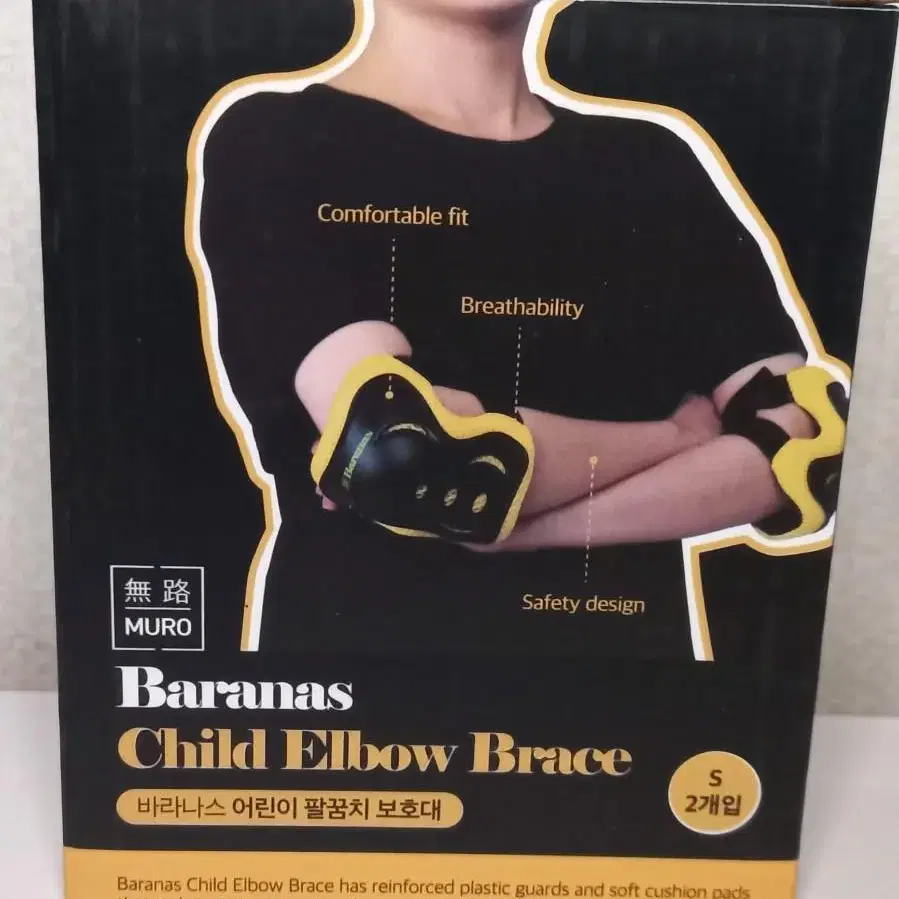 Comfortable fit
Breathability
Baranas
Safety design
無路
MURO
Baranas
Child Elbow Brace
바라나스 어린이 팔꿈치 보호대
S
2개입
Baranas Child Elbow Brace has reinforced plastic guards and soft cushion pads